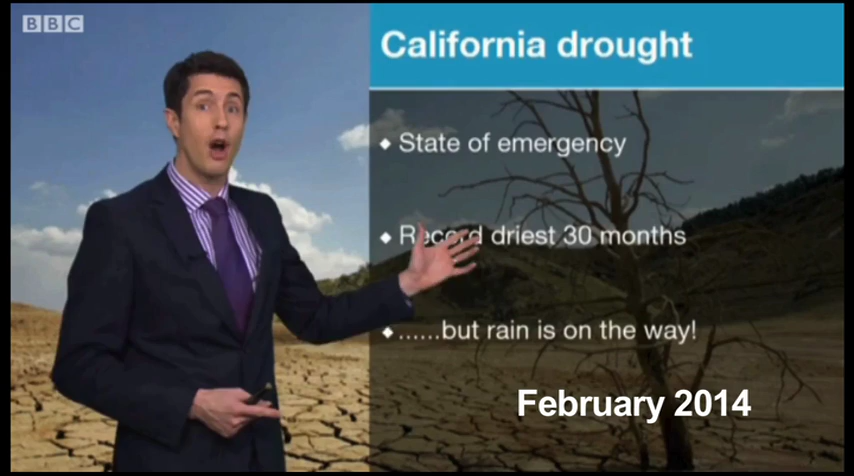 BBC
California drought
State of emergency
Record driest 30 months
......but rain is on the way!
February 2014